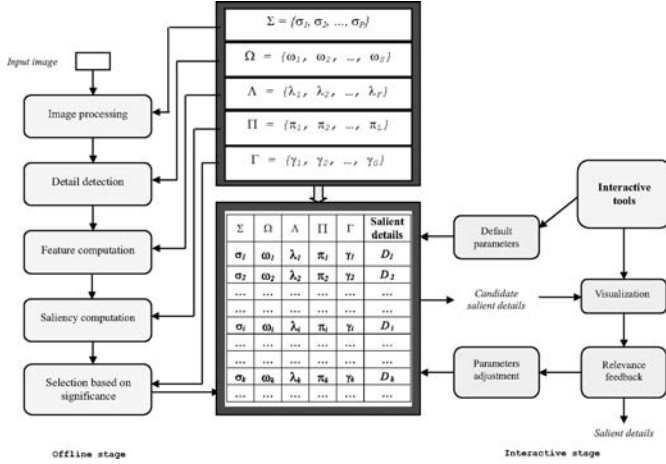 Σ = {σ1, σ2, ..., σP}
Input image
Ω = {ω1, ω2, ..., ωS}
Λ = {λ1, λ2, ..., λT}
Image processing
Π = {π1, π2, ..., πL}
Γ = {γ1, γ2, ..., γG}
Detail detection
Interactive
tools
Feature computation
Saliency computation
Selection based on
significance
Σ Ω Λ Π Γ Salient
details
σ1 ω1 λ1 π1 γ1 D1
σ2 ω2 λ2 π2 γ2 D2
... ... ... ... ... ...
... ... ... ... ... ...
σi ωi λi πi γi Di
... ... ... ... ... ...
... ... ... ... ... ...
σk ωk λk πk γk Dk
... ... ... ... ... ...
Default
parameters
Candidate
salient details
Visualization
Parameters
adjustment
Relevance
feedback
Salient details
Offline stage
Interactive stage